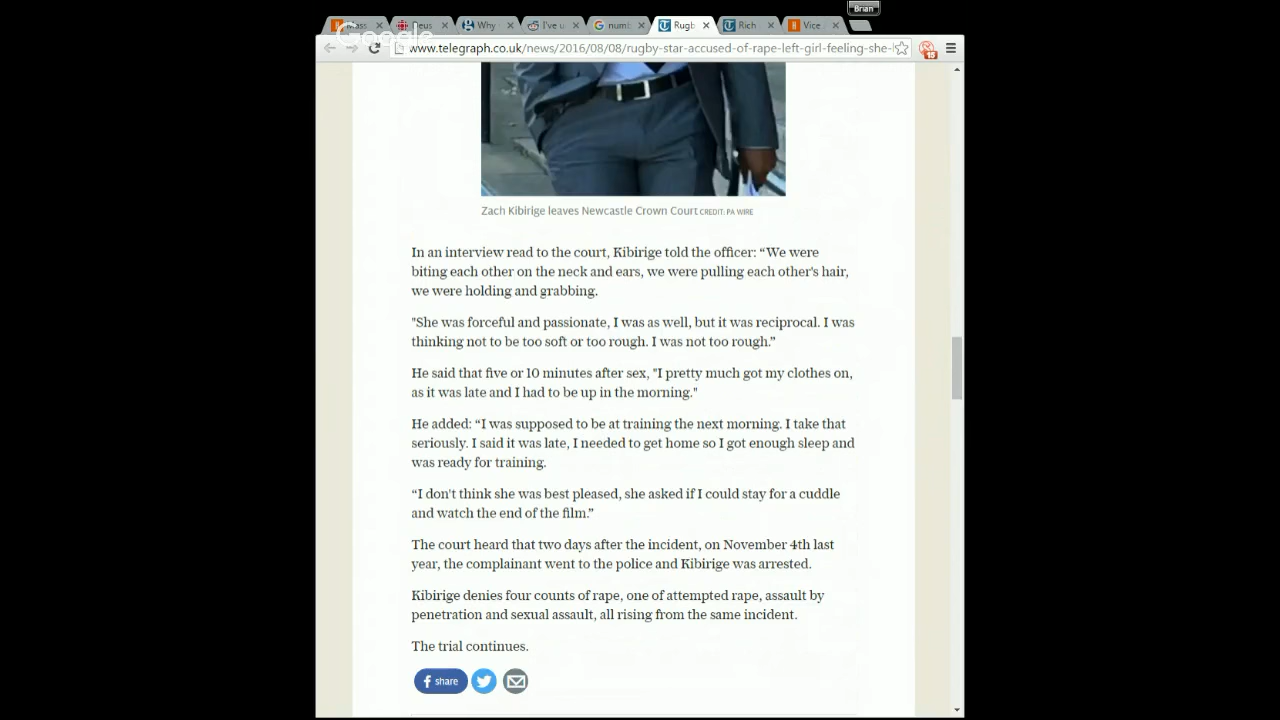 Brian
Mass
Deus
Why
I've u
numb
Rugb
Rich
Vice
Google
www.telegraph.co.uk/news/2016/08/08/rugby-star-accused-of-rape-left-girl-feeling-she-
15
Zach Kibirige leaves Newcastle Crown Court CREDIT: PA WIRE
In an interview read to the court, Kibirige told the officer: “We were
biting each other on the neck and ears, we were pulling each other's hair,
we were holding and grabbing.
"She was forceful and passionate, I was as well, but it was reciprocal. I was
thinking not to be too soft or too rough. I was not too rough.”
He said that five or 10 minutes after sex, "I pretty much got my clothes on,
as it was late and I had to be up in the morning."
He added: “I was supposed to be at training the next morning. I take that
seriously. I said it was late, I needed to get home so I got enough sleep and
was ready for training.
“I don't think she was best pleased, she asked if I could stay for a cuddle
and watch the end of the film.”
The court heard that two days after the incident, on November 4th last
year, the complainant went to the police and Kibirige was arrested.
Kibirige denies four counts of rape, one of attempted rape, assault by
penetration and sexual assault, all rising from the same incident.
The trial continues.
f share